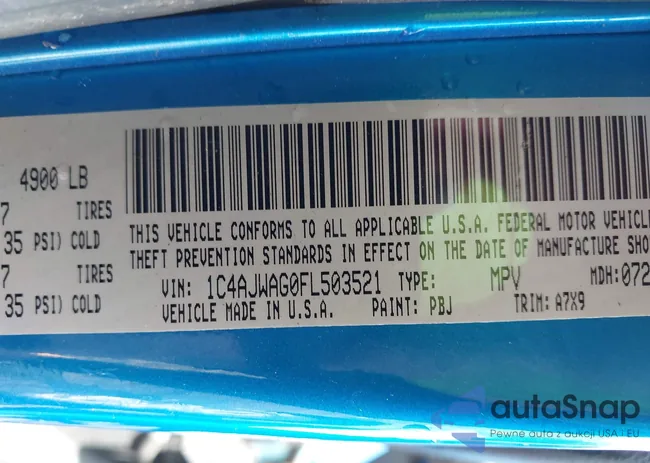 4900 LB
7 TIRES
35 PSI) COLD
7 TIRES
35 PSI) COLD
THIS VEHICLE CONFORMS TO ALL APPLICABLE U.S.A. FEDERAL MOTOR VEHICLE
THEFT PREVENTION STANDARDS IN EFFECT ON THE DATE OF MANUFACTURE SHO
VIN: 1C4AJWAG0FL503521 TYPE: MPV MDH:072
VEHICLE MADE IN U.S.A. PAINT: PBJ TRIM: A7X9
autaSnap
Pewne auta z aukcji USA i EU